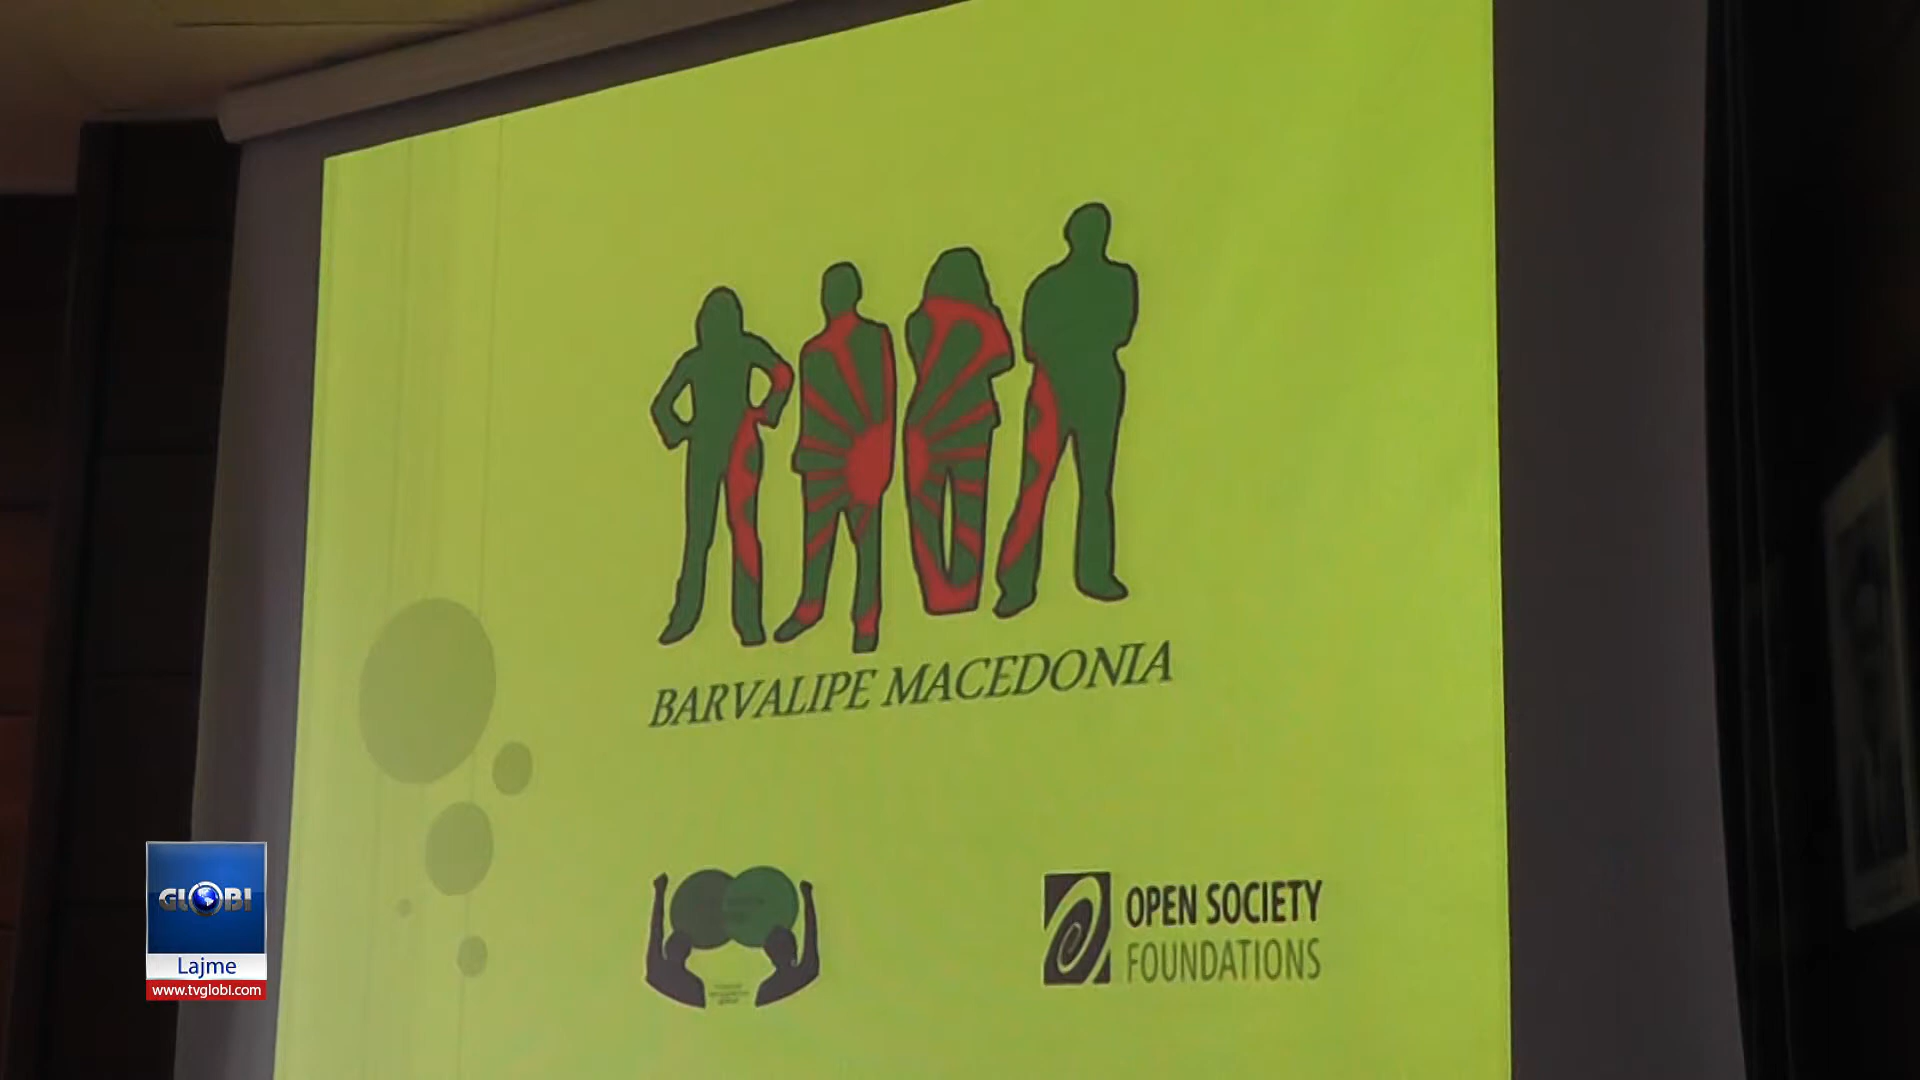 BARVALIPE MACEDONIA
OPEN SOCIETY
FOUNDATIONS
GLOBI
Lajme
www.tvglobi.com